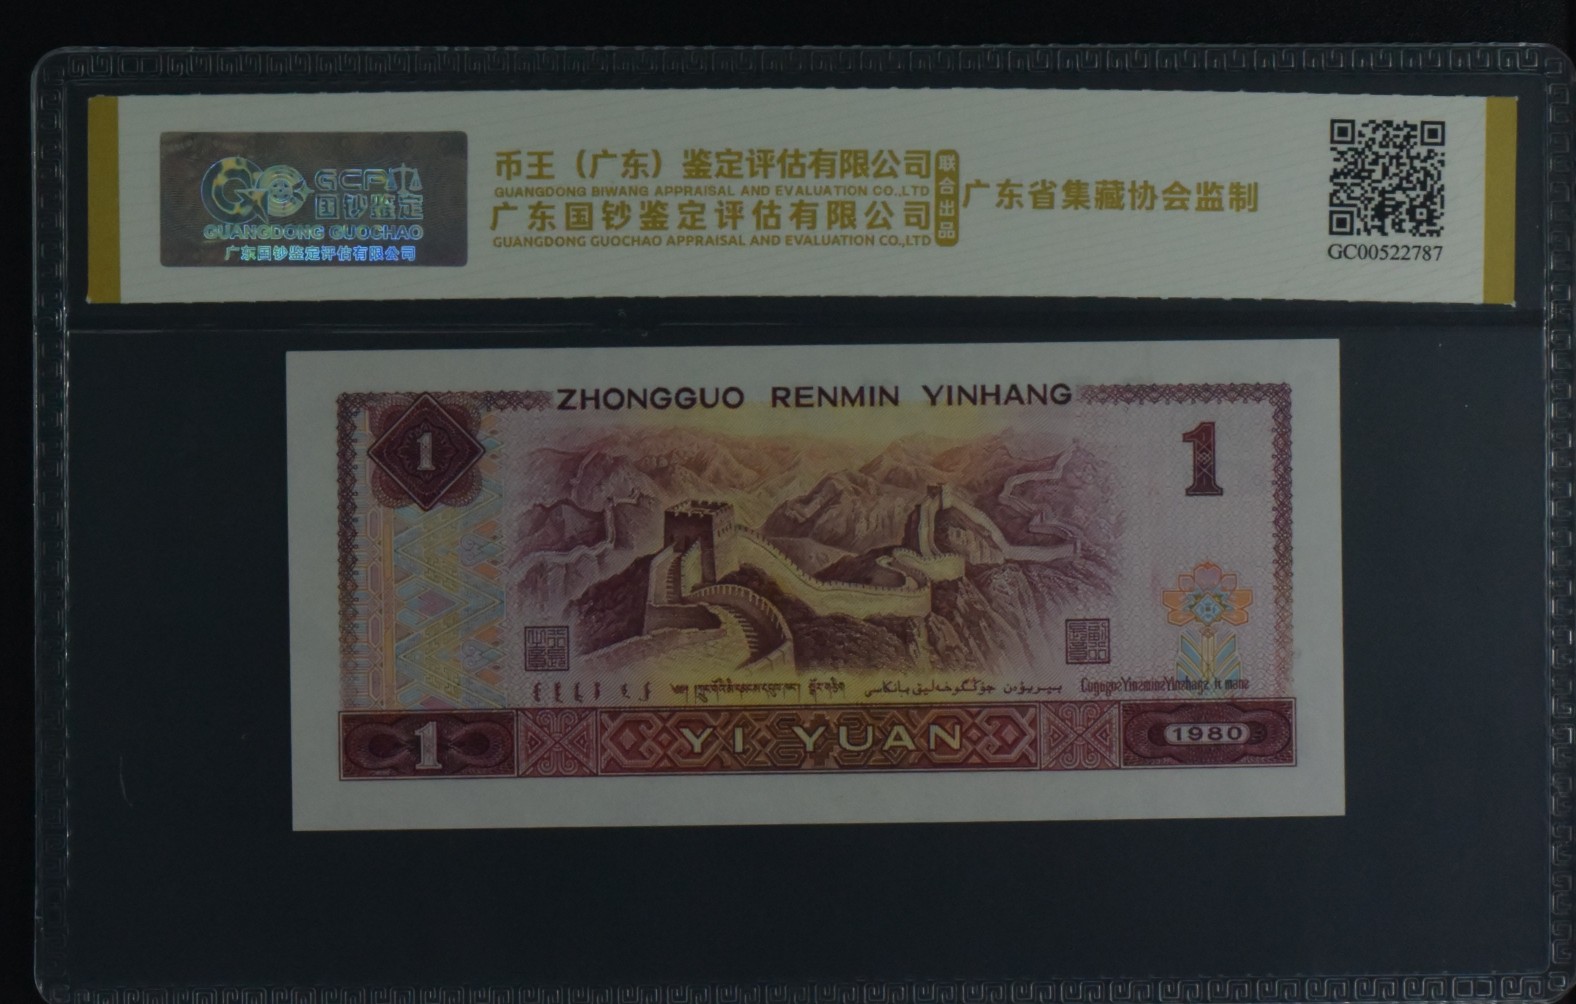 GCP
国钞鉴定
GUANGDONG GUOCHAO
广东国钞鉴定评估有限公司
币王（广东）鉴定评估有限公司
GUANGDONG BIWANG APPRAISAL AND EVALUATION CO.,LTD
广东国钞鉴定评估有限公司
GUANGDONG GUOCHAO APPRAISAL AND EVALUATION CO.,LTD
联合出品
广东省集藏协会监制
GC00522787
ZHONGGUO RENMIN YINHANG
1
1
1
YI YUAN
1980